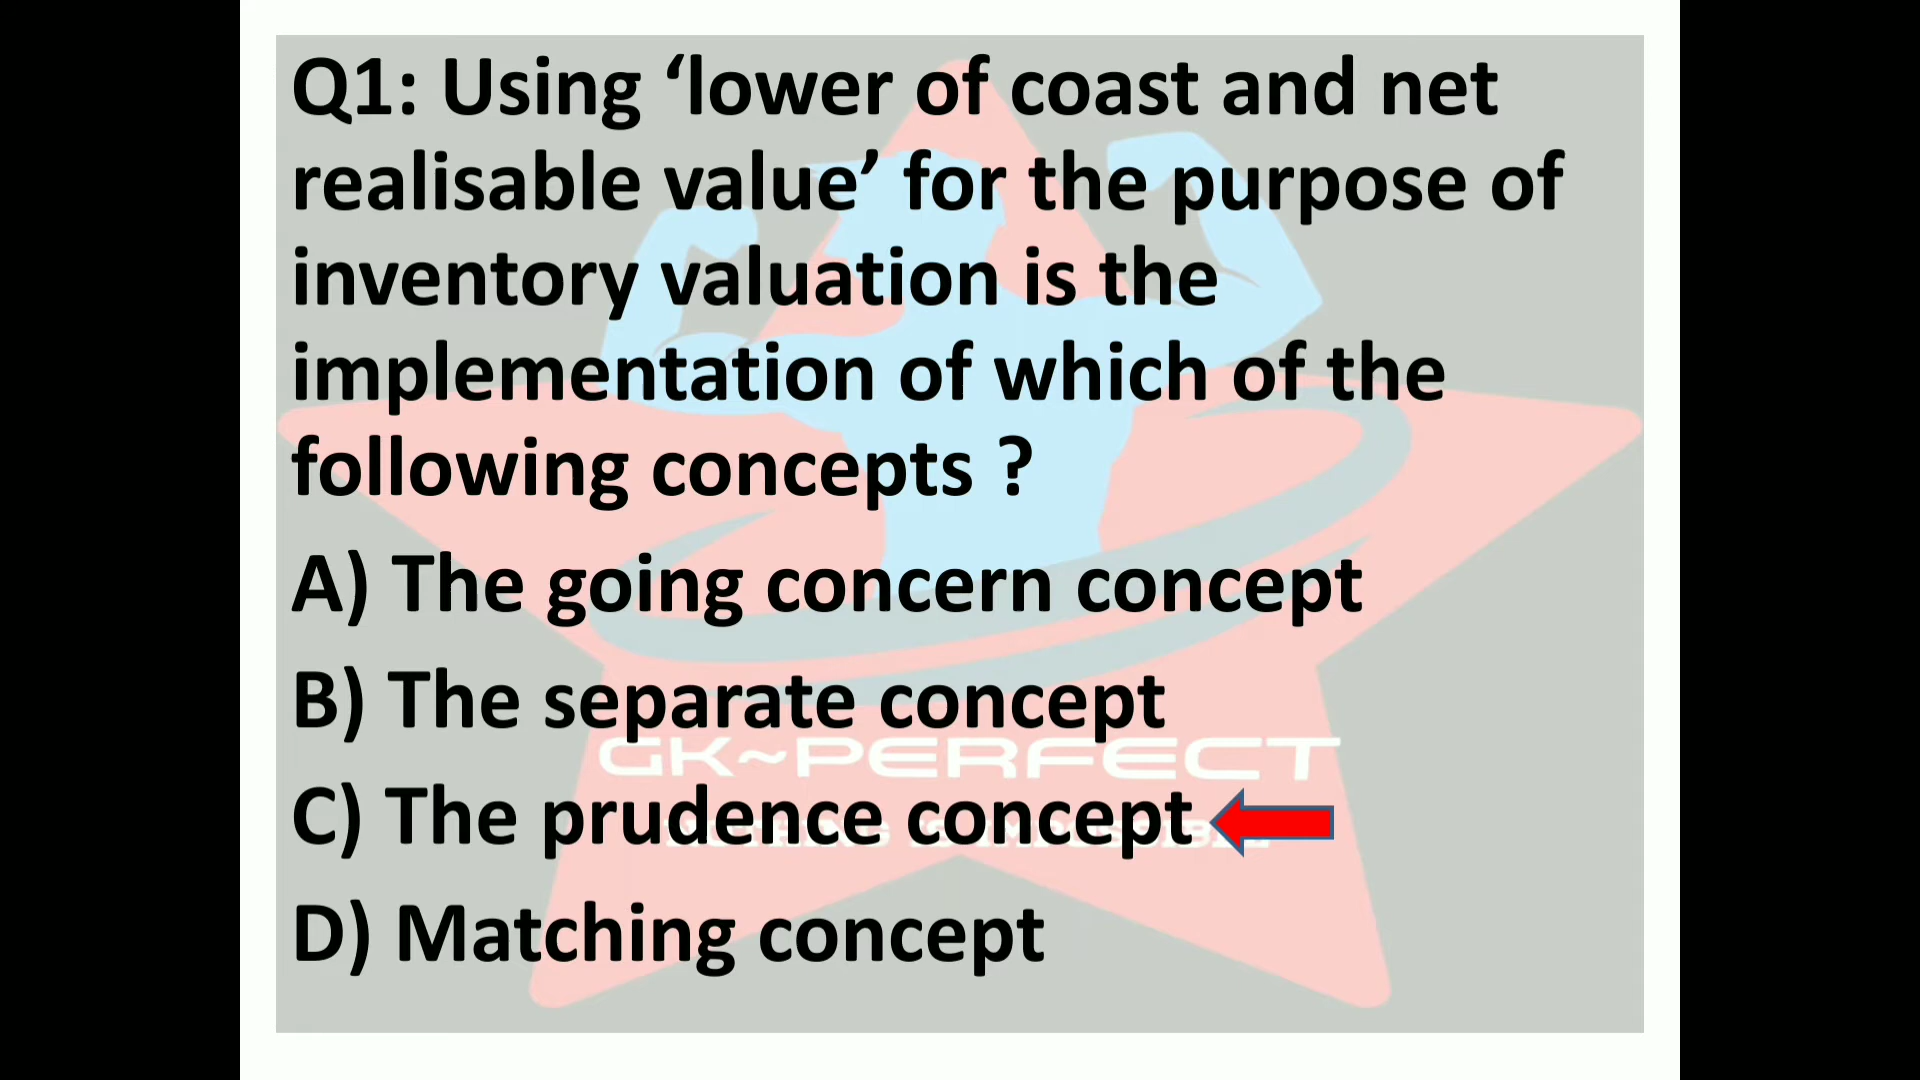 Q1: Using ‘lower of coast and net
realisable value’ for the purpose of
inventory valuation is the
implementation of which of the
following concepts ?
A) The going concern concept
B) The separate concept
GK~PERFECT
C) The prudence concept
D) Matching concept